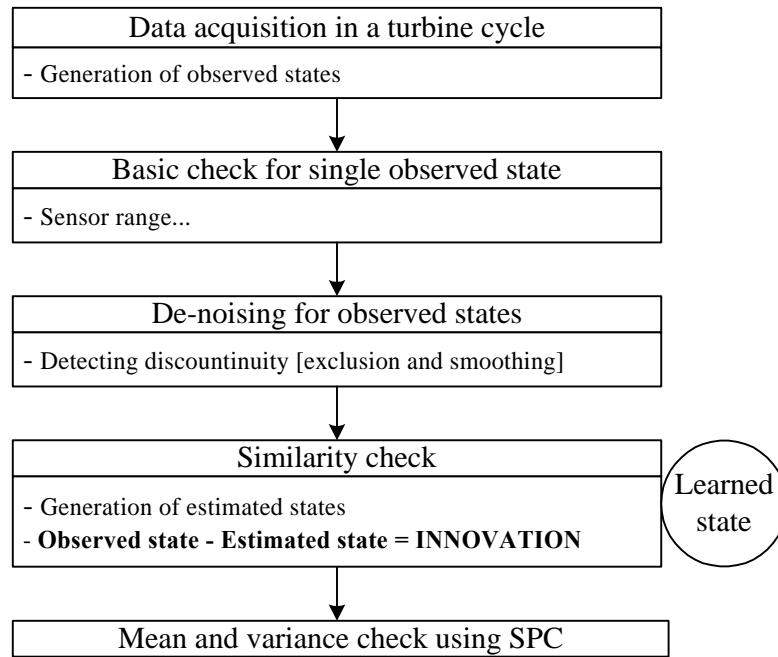 Data acquisition in a turbine cycle
- Generation of observed states
Basic check for single observed state
- Sensor range...
De-noising for observed states
- Detecting discountinuity [exclusion and smoothing]
Similarity check
- Generation of estimated states
- Observed state - Estimated state = INNOVATION
Learned
state
Mean and variance check using SPC